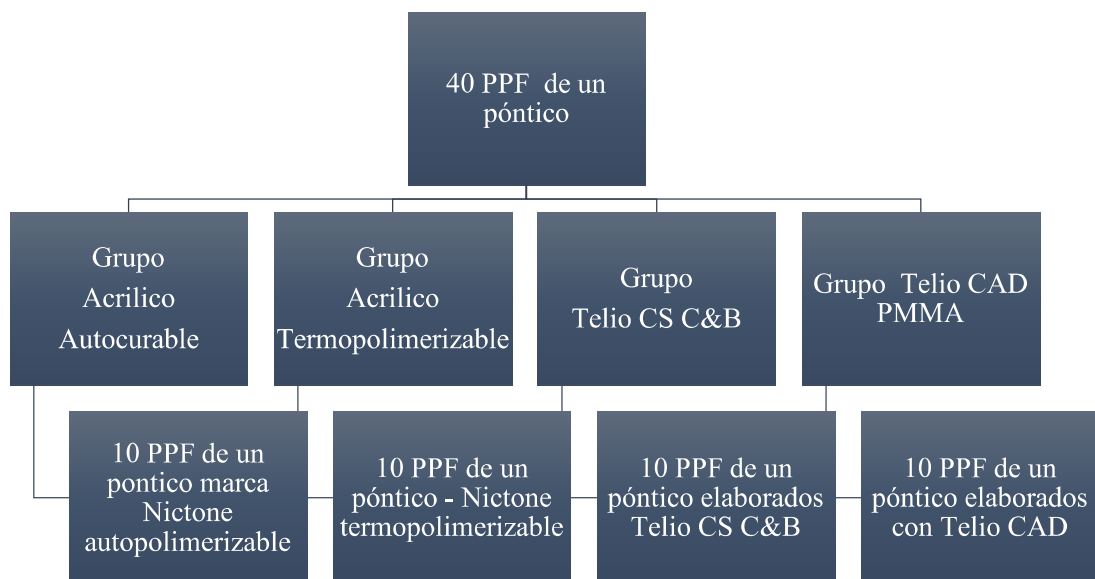 40 PPF de un
póntico
Grupo
Acrilico
Autocurable
Grupo
Acrilico
Termopolimerizable
Grupo
Telio CS C&B
Grupo Telio CAD
PMMA
10 PPF de un
pontico marca
Nictone
autopolimerizable
10 PPF de un
póntico - Nictone
termopolimerizable
10 PPF de un
póntico elaborados
Telio CS C&B
10 PPF de un
póntico elaborados
con Telio CAD